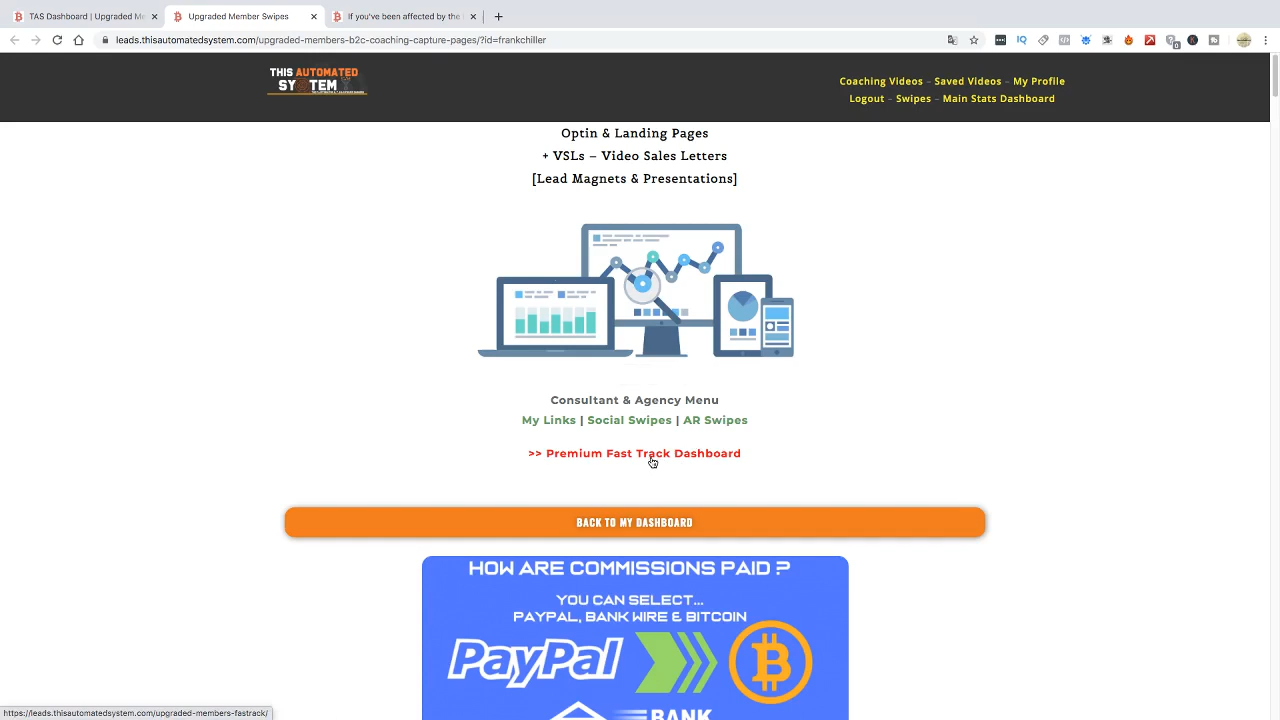 TAS Dashboard | Upgraded Me
Upgraded Member Swipes
If you've been affected by the
leads.thisautomatedsystem.com/upgraded-members-b2c-coaching-capture-pages/?id=frankchiller
THIS AUTOMATED
SYSTEM
Coaching Videos – Saved Videos – My Profile
Logout – Swipes – Main Stats Dashboard
Optin & Landing Pages
+ VSLs – Video Sales Letters
[Lead Magnets & Presentations]
Consultant & Agency Menu
My Links | Social Swipes | AR Swipes
>> Premium Fast Track Dashboard
BACK TO MY DASHBOARD
HOW ARE COMMISSIONS PAID ?
YOU CAN SELECT...
PAYPAL, BANK WIRE & BITCOIN
PayPal
BANK
https://leads.thisautomatedsystem.com/upgraded-members-fastrack/